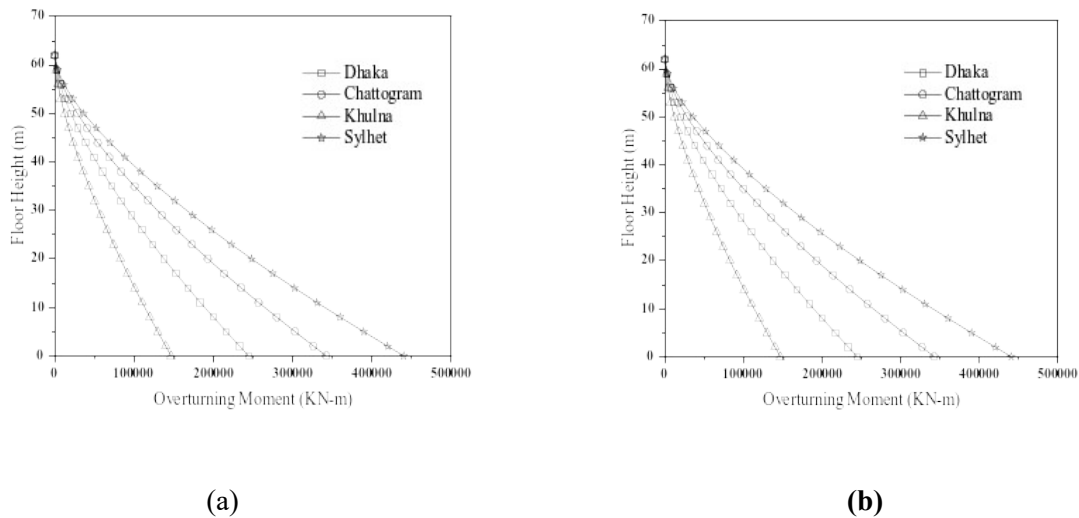 70
60
50
40
30
20
10
0
Floor Height (m)
Dhaka
Chattogram
Khulna
Sylhet
0 100000 200000 300000 400000 500000
Overturning Moment (KN-m)
(a)
70
60
50
40
30
20
10
0
Floor Height (m)
Dhaka
Chattogram
Khulna
Sylhet
0 100000 200000 300000 400000 500000
Overturning Moment (KN-m)
(b)